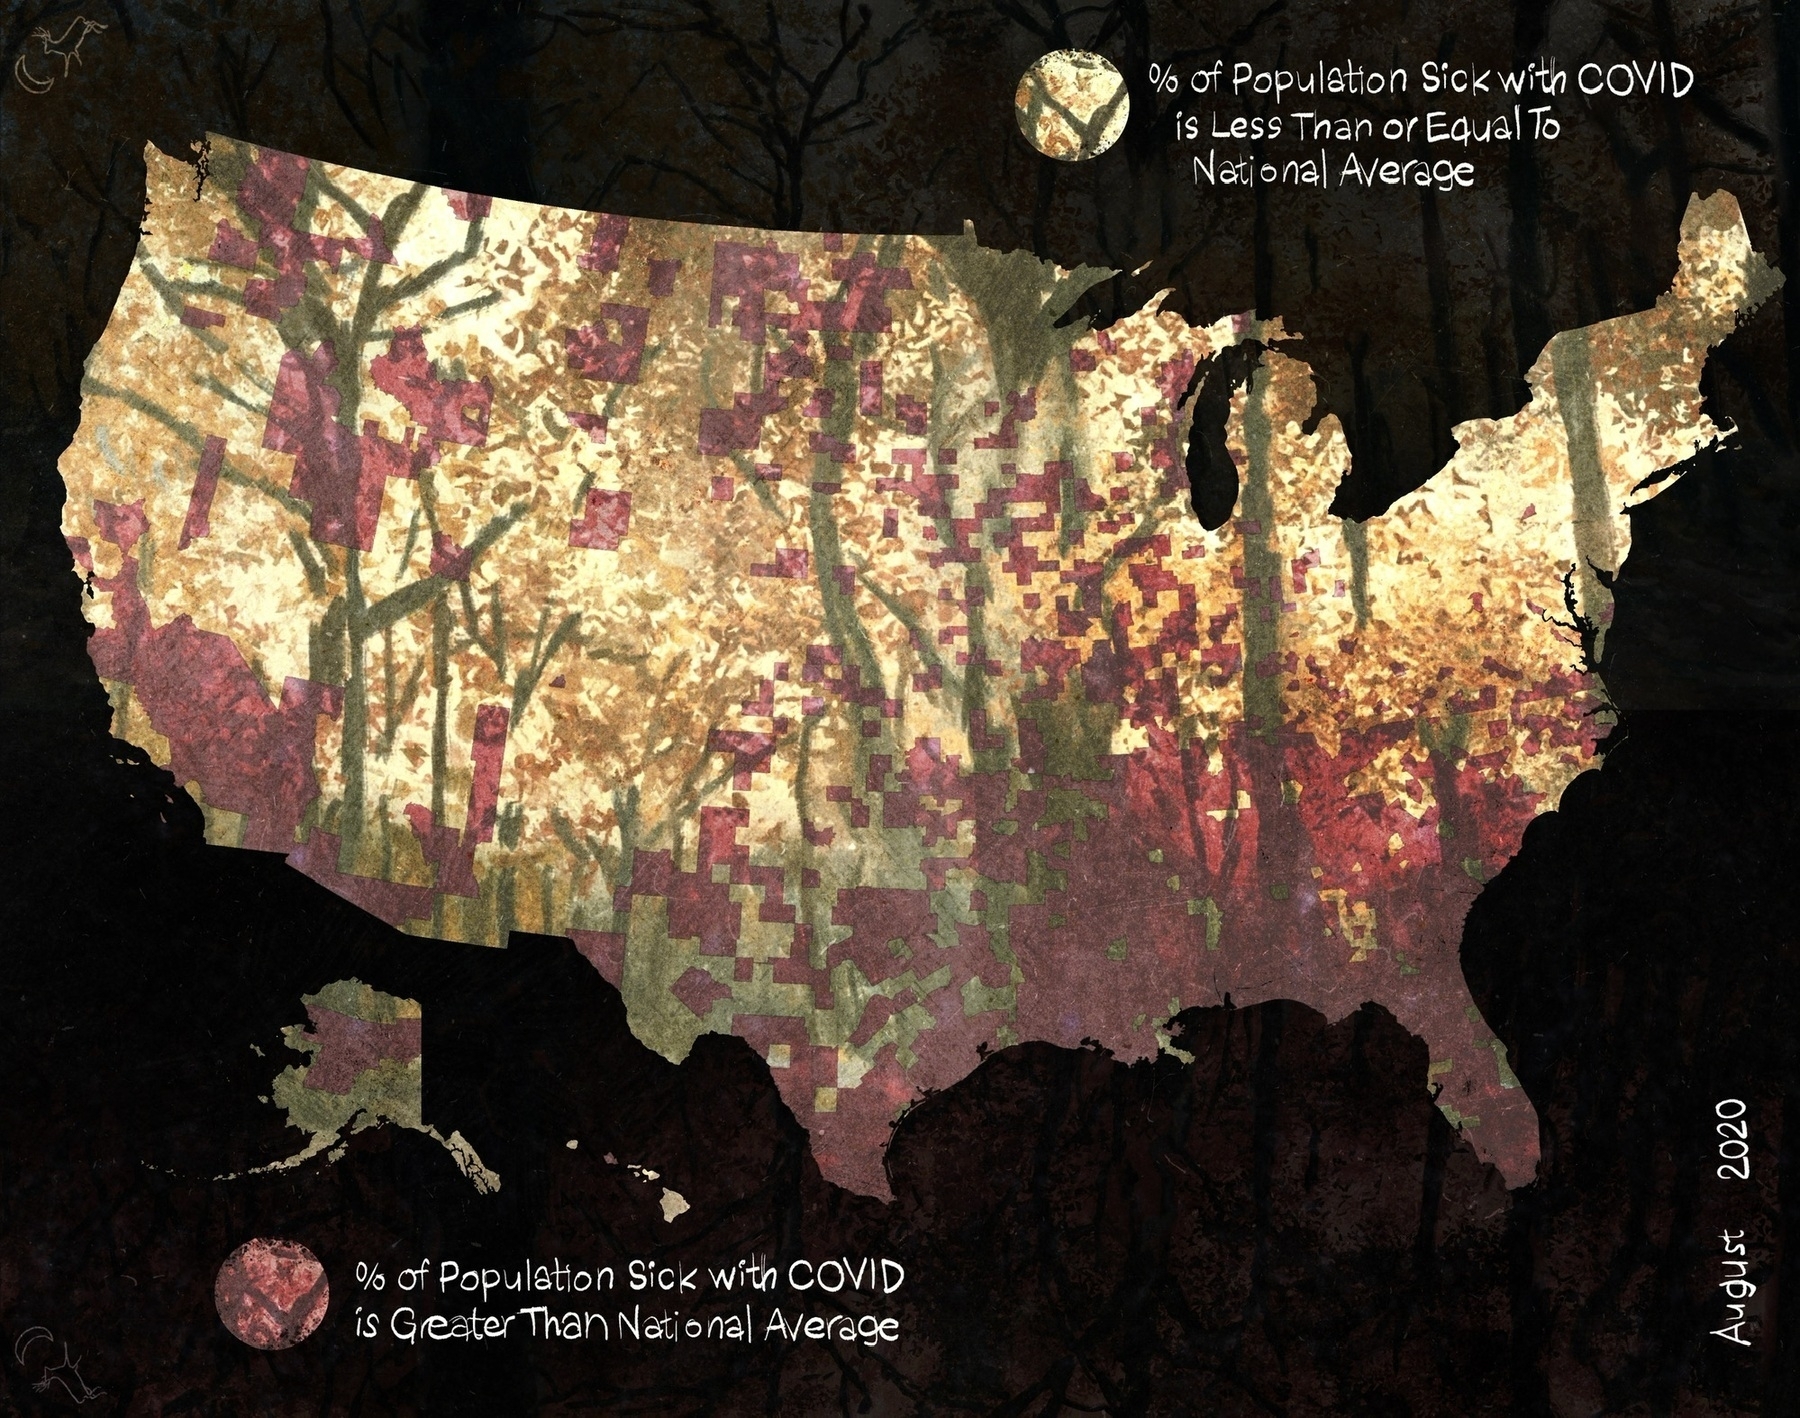 % of Population Sick with COVID
is Less Than or Equal To
National Average
% of Population Sick with COVID
is Greater Than National Average
August 2020